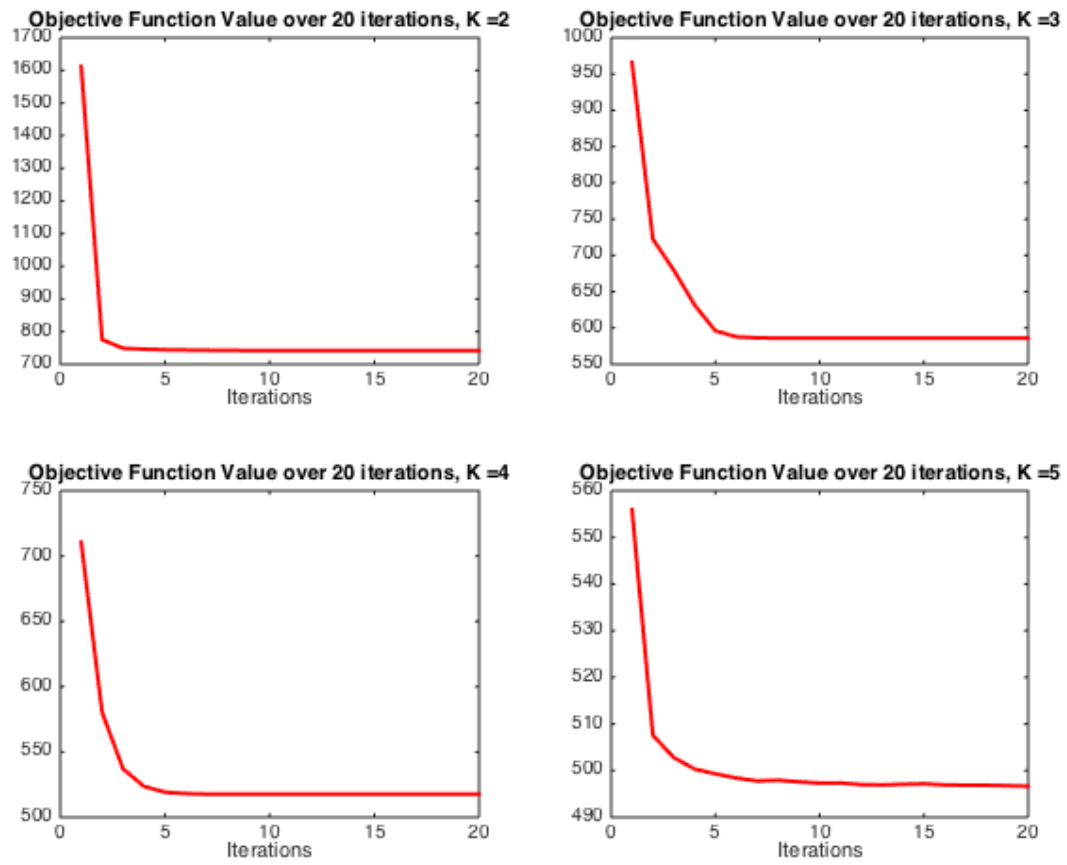 Objective Function Value over 20 iterations, K =2
1700
1600
1500
1400
1300
1200
1100
1000
900
800
700
0 5 10 15 20
Iterations
Objective Function Value over 20 iterations, K =3
1000
950
900
850
800
750
700
650
600
550
0 5 10 15 20
Iterations
Objective Function Value over 20 iterations, K =4
750
700
650
600
550
500
0 5 10 15 20
Iterations
Objective Function Value over 20 iterations, K =5
560
550
540
530
520
510
500
490
0 5 10 15 20
Iterations